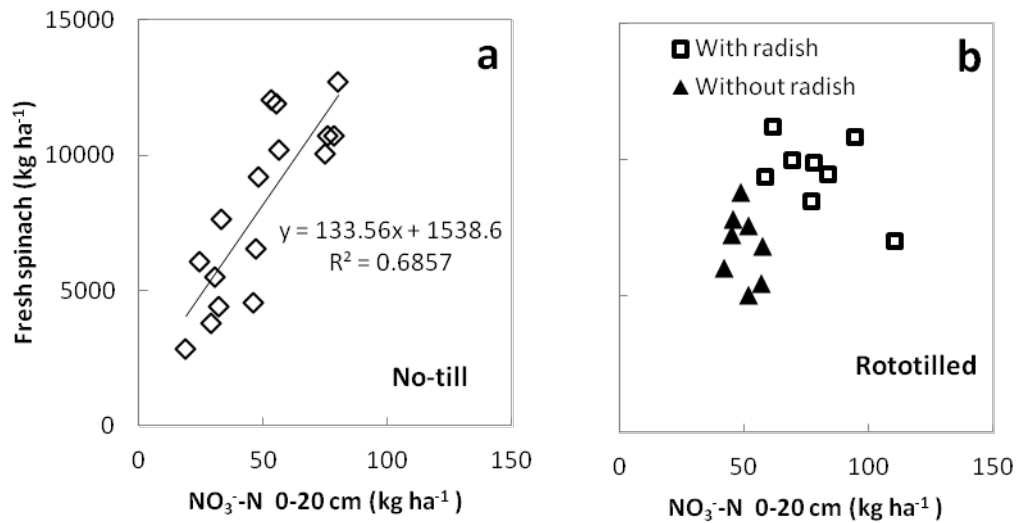 15000
10000
5000
0
Fresh spinach (kg ha⁻¹)
a
y = 133.56x + 1538.6
R² = 0.6857
No-till
0 50 100 150
NO₃⁻-N 0-20 cm (kg ha⁻¹)
b
With radish
Without radish
Rototilled
0 50 100 150
NO₃⁻-N 0-20 cm (kg ha⁻¹)